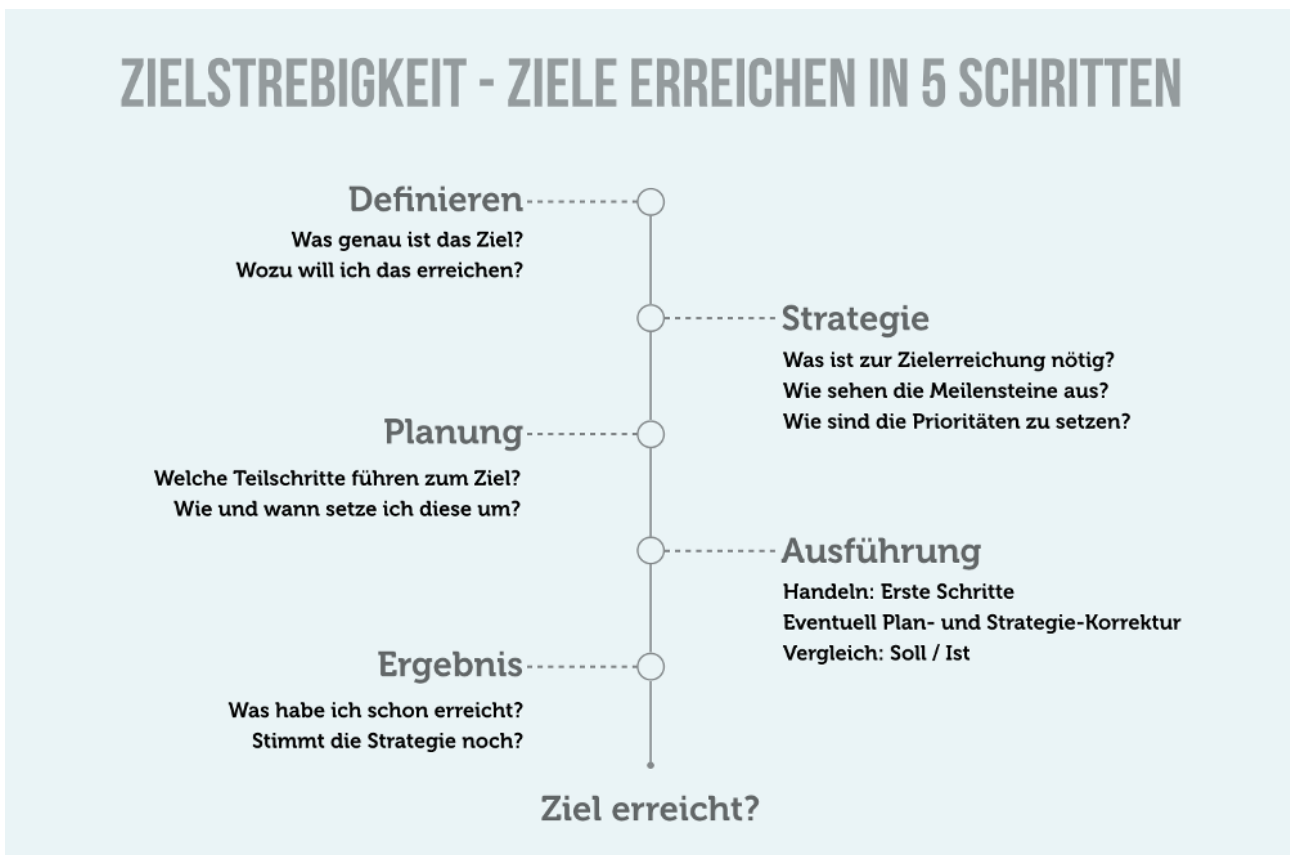 ZIELSTREBIGKEIT - ZIELE ERREICHEN IN 5 SCHRITTEN
Definieren
Was genau ist das Ziel?
Wozu will ich das erreichen?
Strategie
Was ist zur Zielerreichung nötig?
Wie sehen die Meilensteine aus?
Wie sind die Prioritäten zu setzen?
Planung
Welche Teilschritte führen zum Ziel?
Wie und wann setze ich diese um?
Ausführung
Handeln: Erste Schritte
Eventuell Plan- und Strategie-Korrektur
Vergleich: Soll / Ist
Ergebnis
Was habe ich schon erreicht?
Stimmt die Strategie noch?
Ziel erreicht?